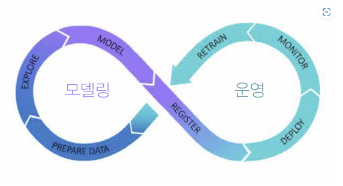 EXPLORE
MODEL
모델링
PREPARE DATA
REGISTER
RETRAIN
MONITOR
운영
DEPLOY